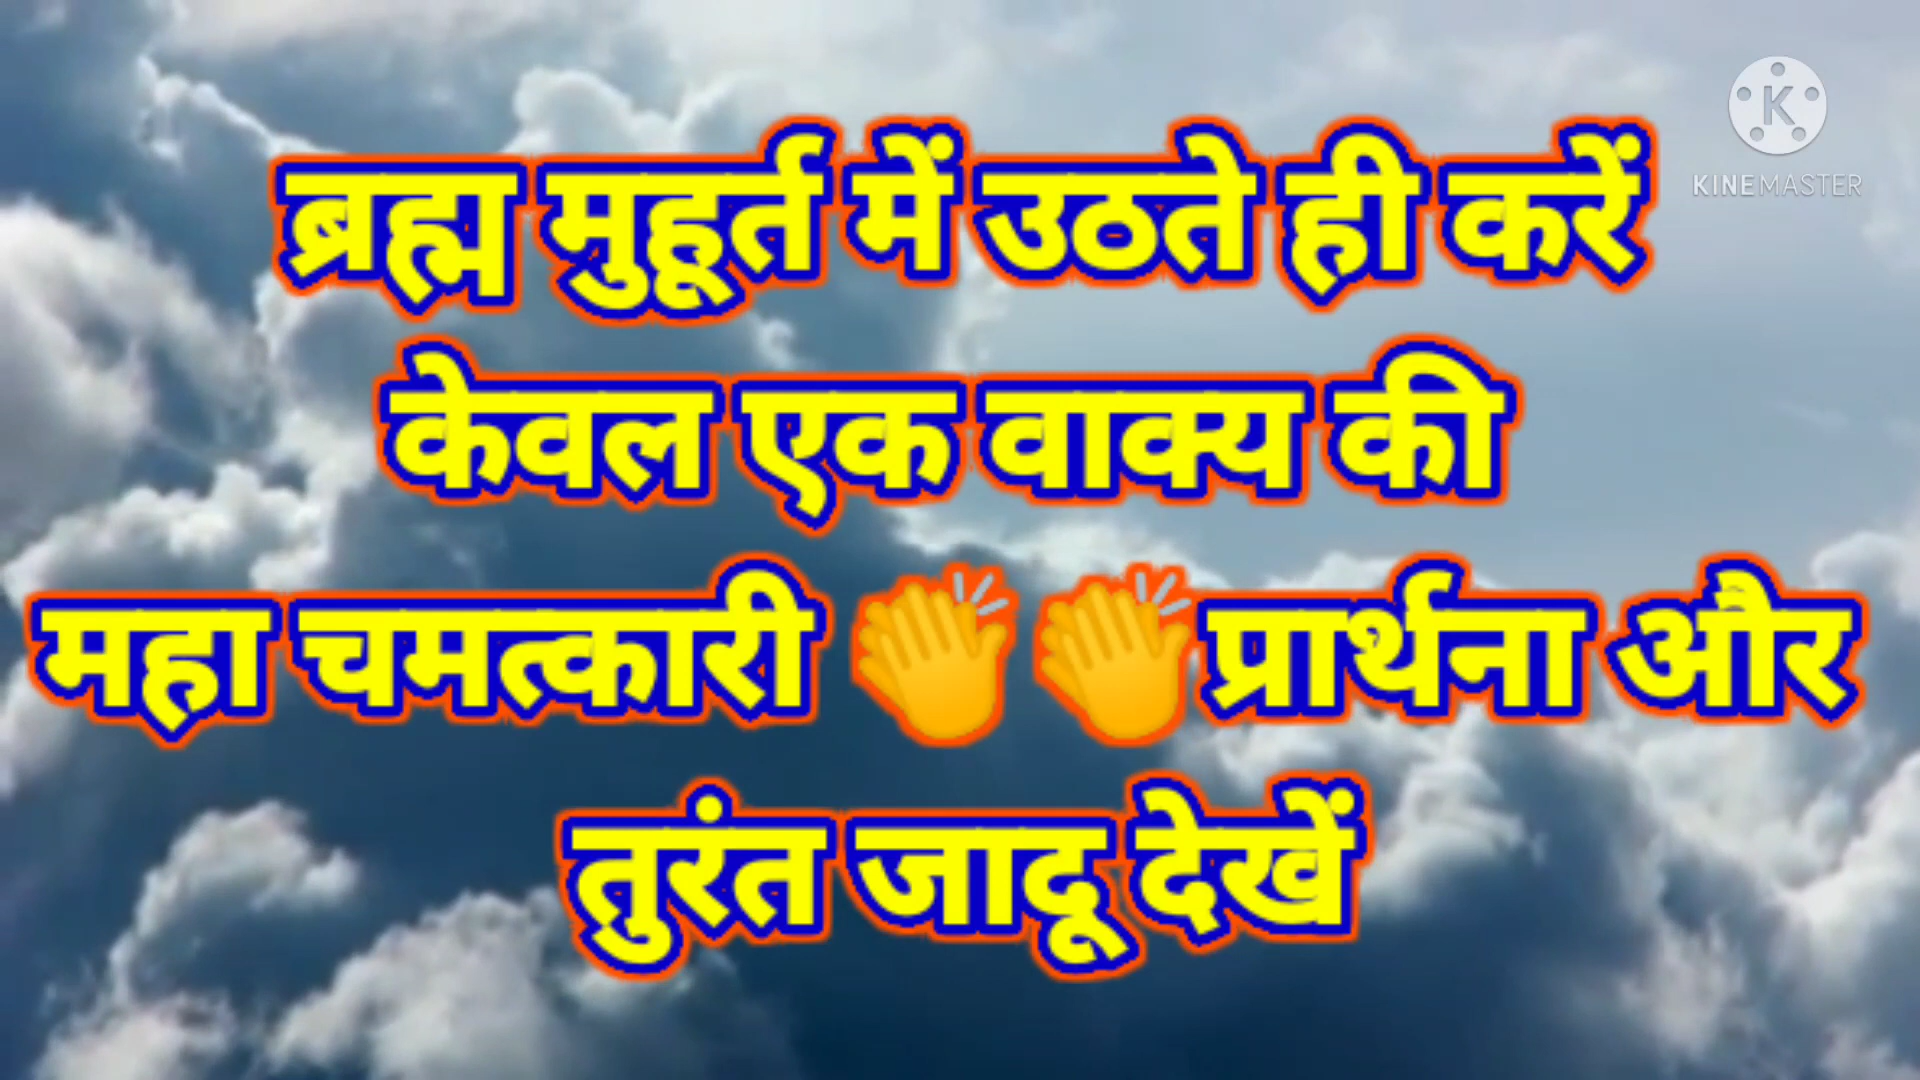 ब्रह्म मुहूर्त में उठते ही करें
केवल एक वाक्य की
महा चमत्कारी 👏👏प्रार्थना और
तुरंत जादू देखें
K
KINEMASTER